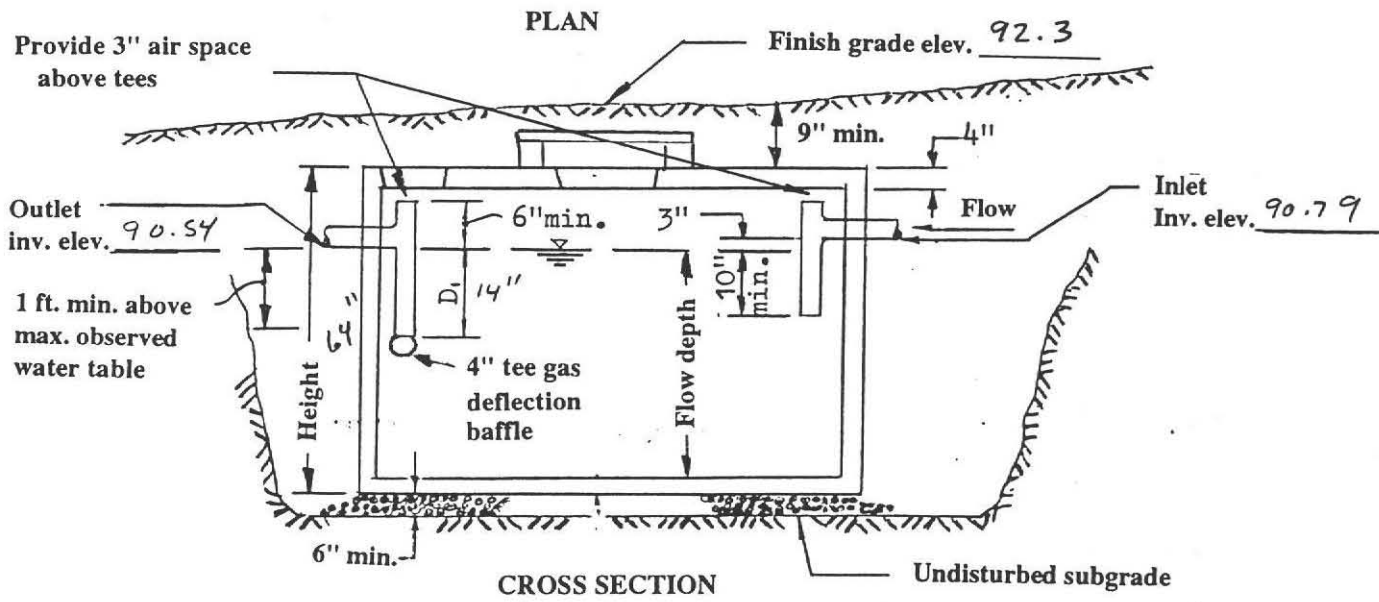 PLAN
Provide 3" air space
above tees
Finish grade elev. 92.3
9" min.
4"
Outlet
inv. elev. 90.54
6" min.
3"
Flow
Inlet
Inv. elev. 90.79
1 ft. min. above
max. observed
water table
Height
64"
D₁ 14"
10"
min.
Flow depth
4" tee gas
deflection
baffle
6" min.
CROSS SECTION
Undisturbed subgrade